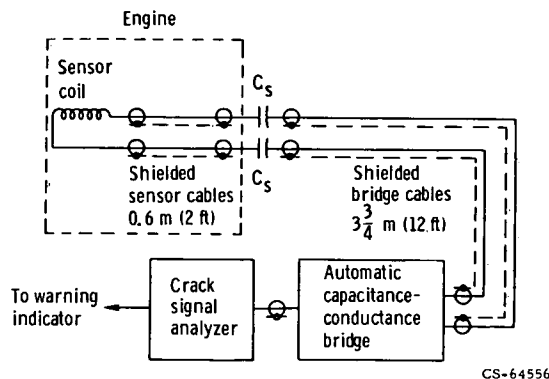 Engine
Sensor
coil
C_s
C_s
Shielded
sensor cables
0.6 m (2 ft)
Shielded
bridge cables
3 3/4 m (12 ft)
To warning
indicator
Crack
signal
analyzer
Automatic
capacitance-
conductance
bridge
CS-64556